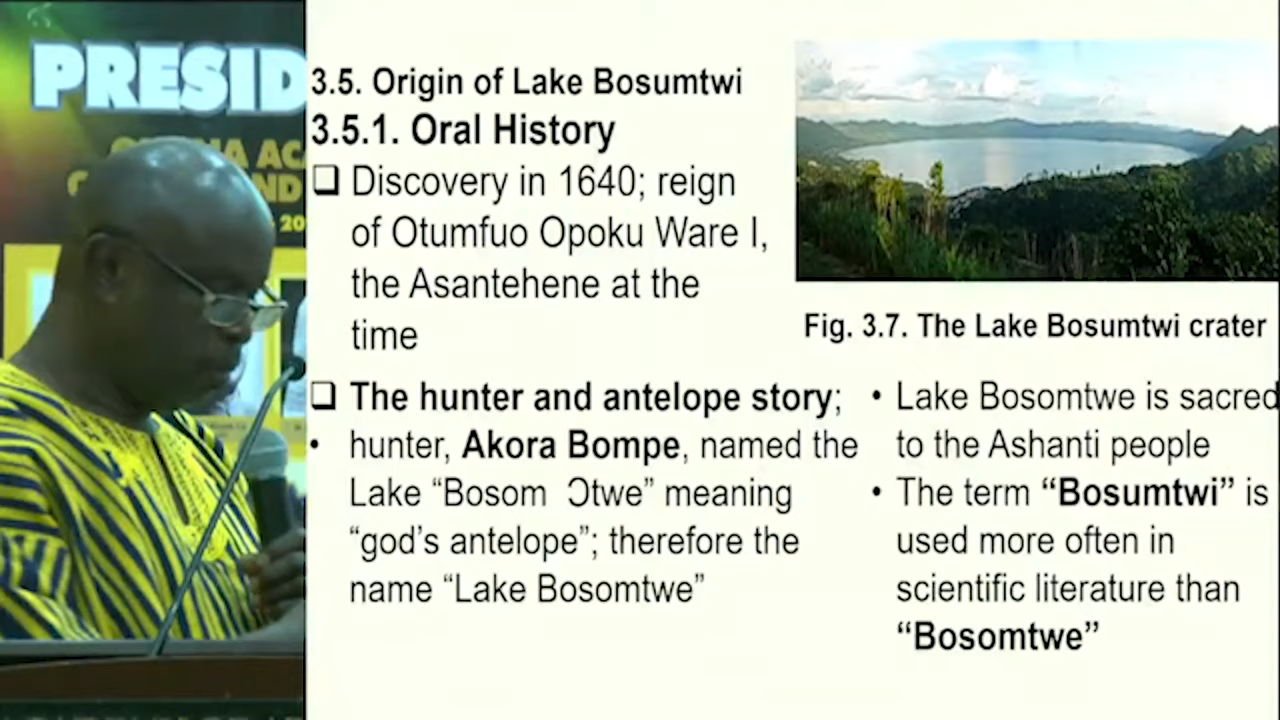 PRESID
3.5. Origin of Lake Bosumtwi
3.5.1. Oral History
❑ Discovery in 1640; reign
of Otumfuo Opoku Ware I,
the Asantehene at the
time
Fig. 3.7. The Lake Bosumtwi crater
❑ The hunter and antelope story;
• hunter, Akora Bompe, named the
Lake “Bosom Ɔtwe” meaning
“god’s antelope”; therefore the
name “Lake Bosomtwe”
• Lake Bosomtwe is sacred
to the Ashanti people
• The term “Bosumtwi” is
used more often in
scientific literature than
“Bosomtwe”